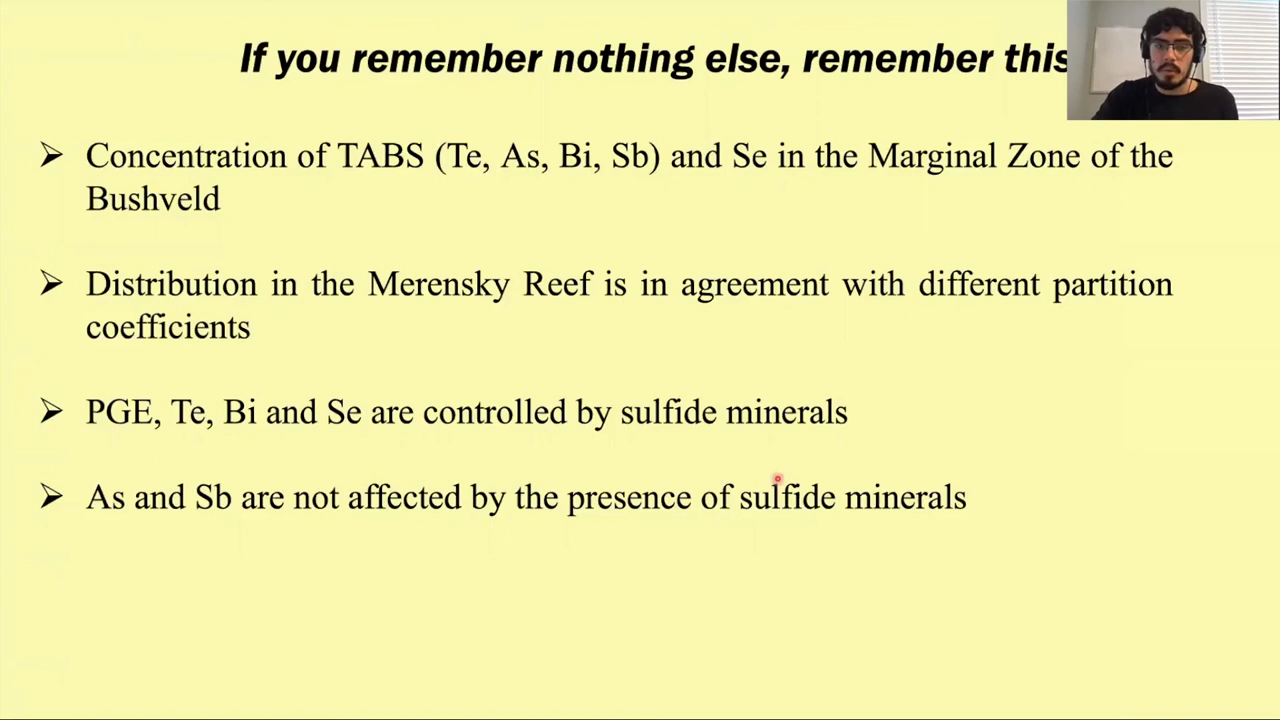 If you remember nothing else, remember this
➢ Concentration of TABS (Te, As, Bi, Sb) and Se in the Marginal Zone of the
Bushveld
➢ Distribution in the Merensky Reef is in agreement with different partition
coefficients
➢ PGE, Te, Bi and Se are controlled by sulfide minerals
➢ As and Sb are not affected by the presence of sulfide minerals